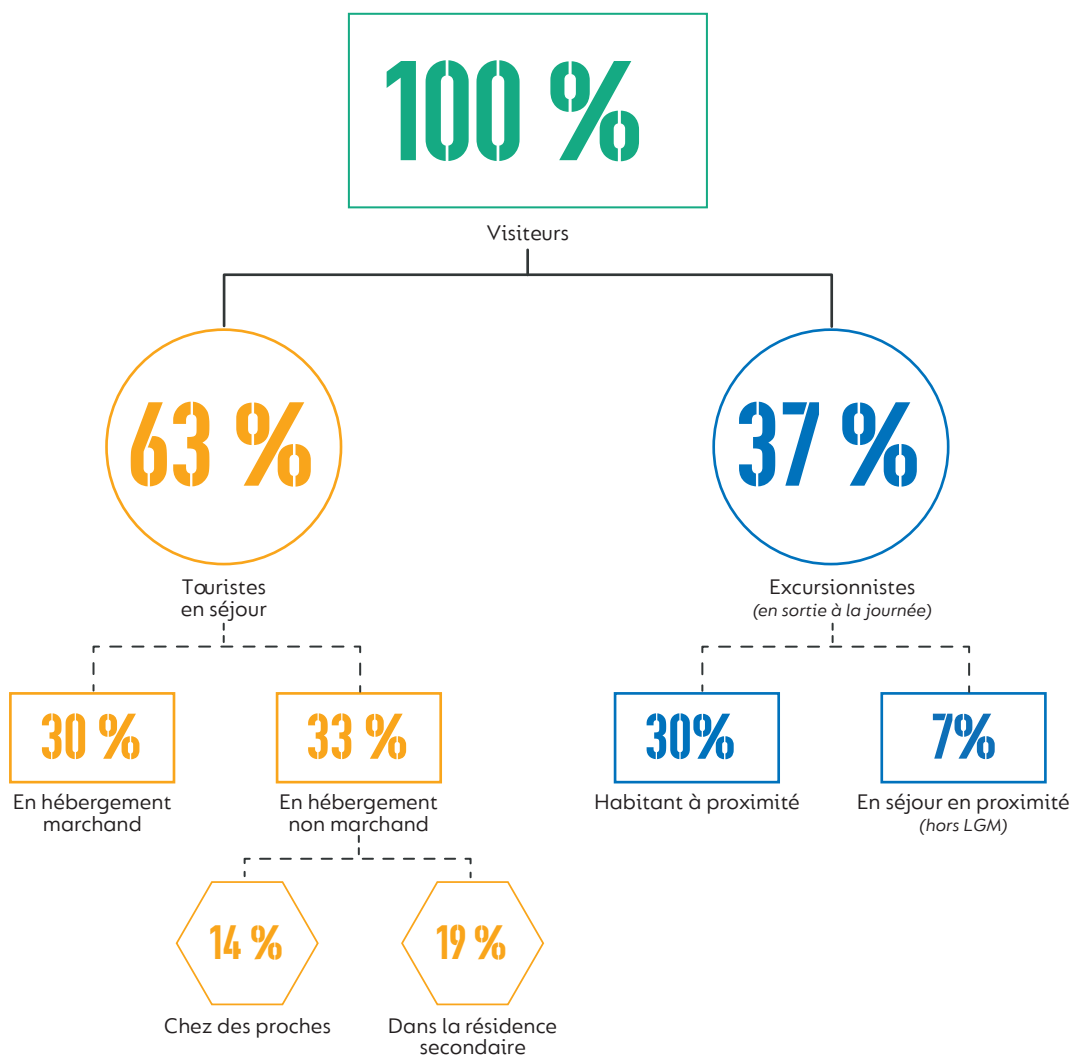 100 %
Visiteurs
63 %
Touristes
en séjour
37 %
Excursionnistes
(en sortie à la journée)
30 %
En hébergement
marchand
33 %
En hébergement
non marchand
30%
Habitant à proximité
7%
En séjour en proximité
(hors LGM)
14 %
Chez des proches
19 %
Dans la résidence
secondaire